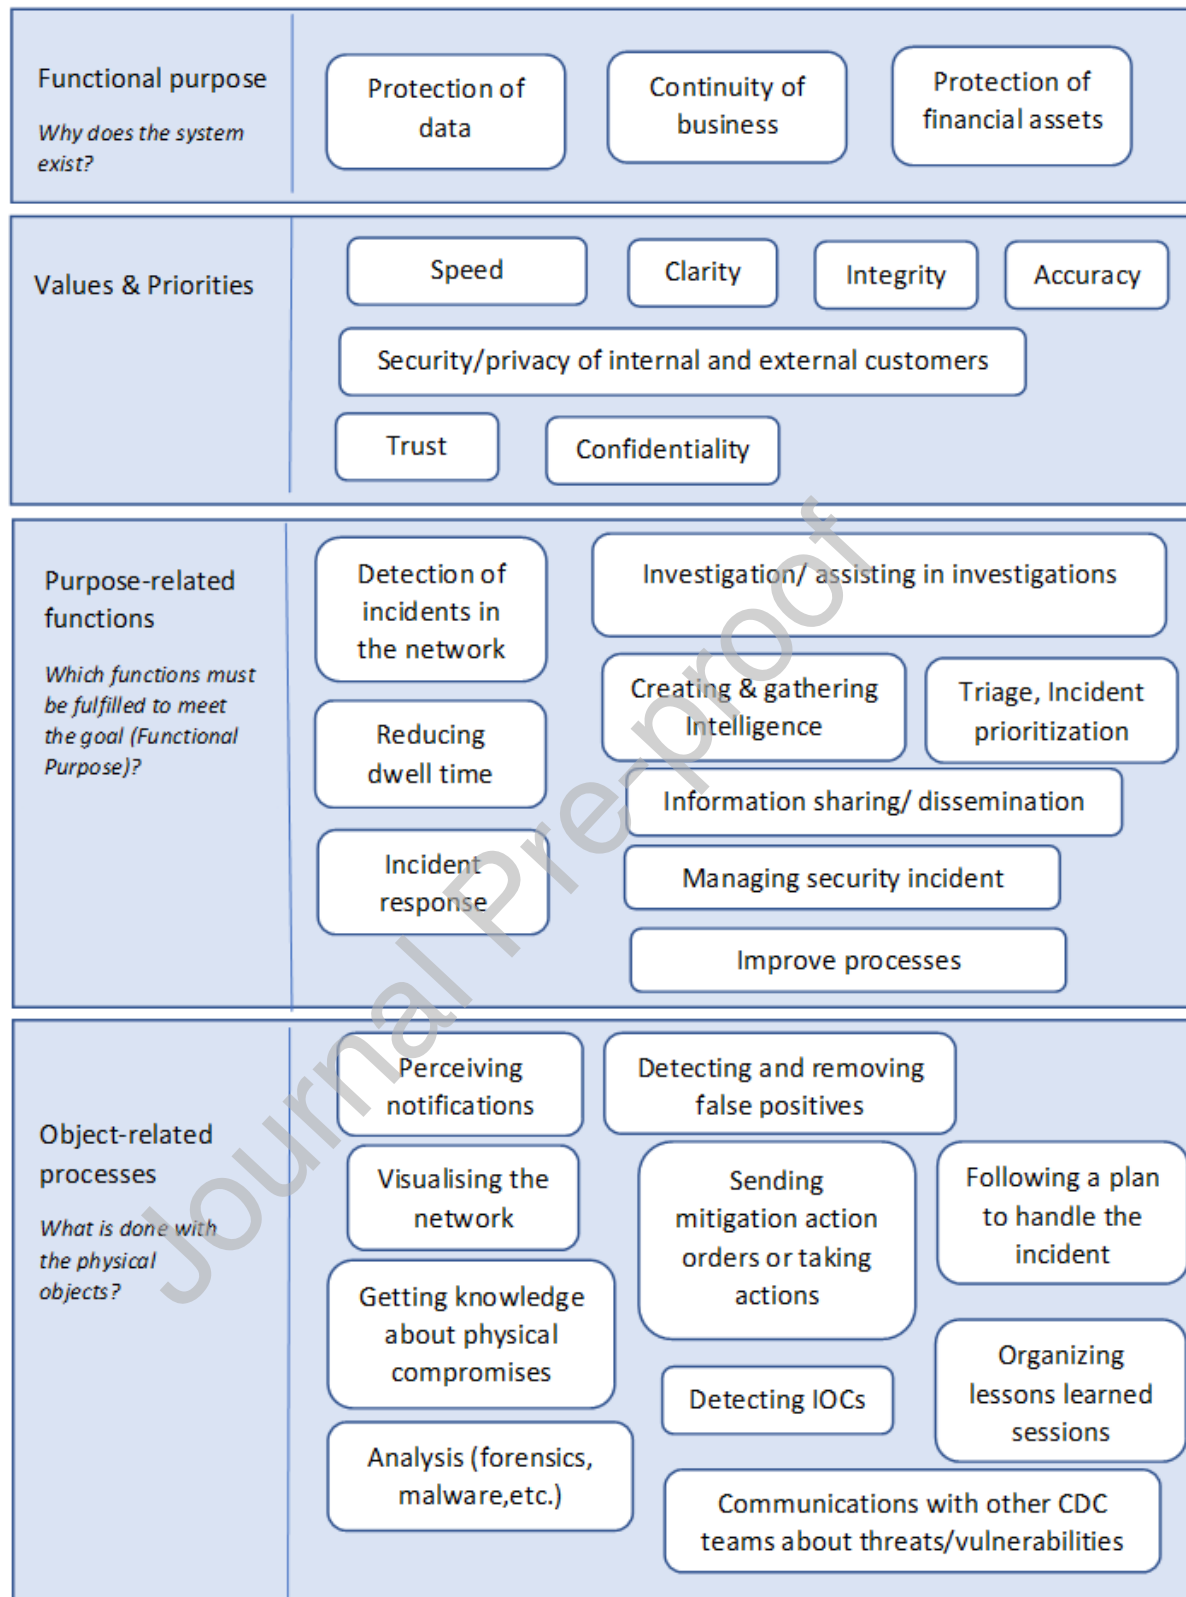 Functional purpose
Why does the system
exist?
Protection of
data
Continuity of
business
Protection of
financial assets
Values & Priorities
Speed
Clarity
Integrity
Accuracy
Security/privacy of internal and external customers
Trust
Confidentiality
Purpose-related
functions
Which functions must
be fulfilled to meet
the goal (Functional
Purpose)?
Detection of
incidents in
the network
Investigation/ assisting in investigations
Creating & gathering
Intelligence
Triage, Incident
prioritization
Reducing
dwell time
Information sharing/ dissemination
Incident
response
Managing security incident
Improve processes
Object-related
processes
What is done with
the physical
objects?
Perceiving
notifications
Detecting and removing
false positives
Visualising the
network
Sending
mitigation action
orders or taking
actions
Following a plan
to handle the
incident
Getting knowledge
about physical
compromises
Detecting IOCs
Organizing
lessons learned
sessions
Analysis (forensics,
malware,etc.)
Communications with other CDC
teams about threats/vulnerabilities
Journal Pre-proof